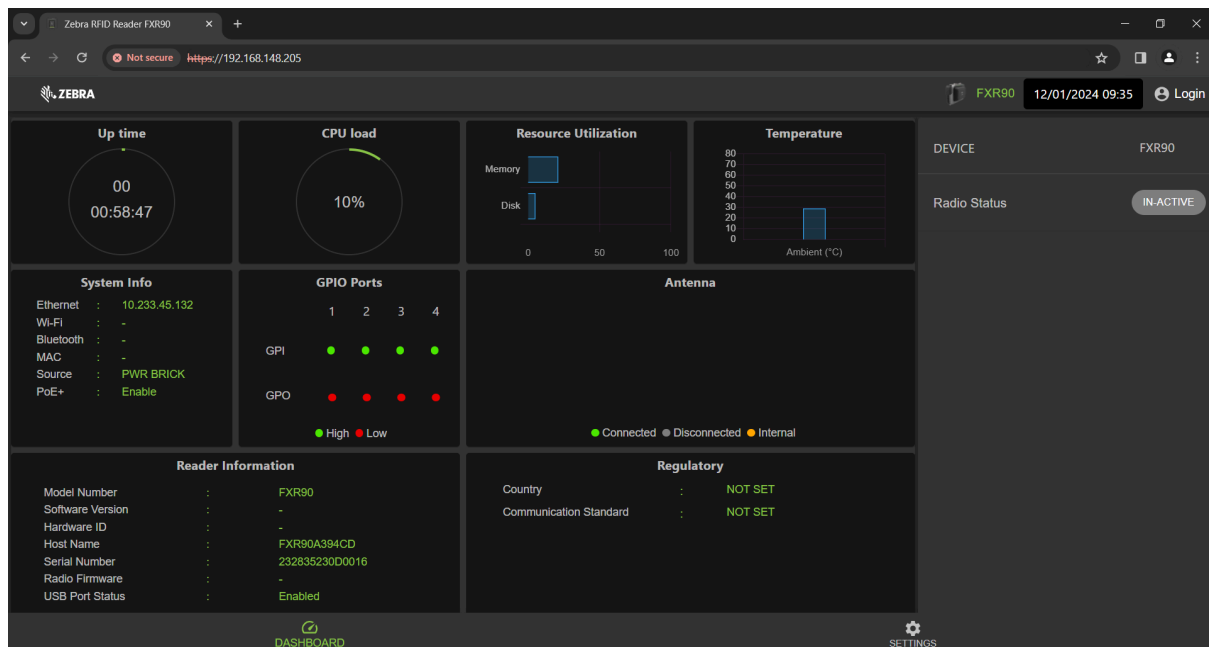 Zebra RFID Reader FXR90
Not secure https://192.168.148.205
ZEBRA
FXR90 12/01/2024 09:35 Login
Up time
00
00:58:47
CPU load
10%
Resource Utilization
Memory
Disk
0 50 100
Temperature
80
70
60
50
40
30
20
10
0
Ambient (°C)
DEVICE FXR90
Radio Status IN-ACTIVE
System Info
Ethernet : 10.233.45.132
Wi-Fi : -
Bluetooth : -
MAC : -
Source : PWR BRICK
PoE+ : Enable
GPIO Ports
1 2 3 4
GPI
GPO
High Low
Antenna
Connected Disconnected Internal
Reader Information
Model Number : FXR90
Software Version : -
Hardware ID : -
Host Name : FXR90A394CD
Serial Number : 232835230D0016
Radio Firmware : -
USB Port Status : Enabled
Regulatory
Country : NOT SET
Communication Standard : NOT SET
DASHBOARD
SETTINGS